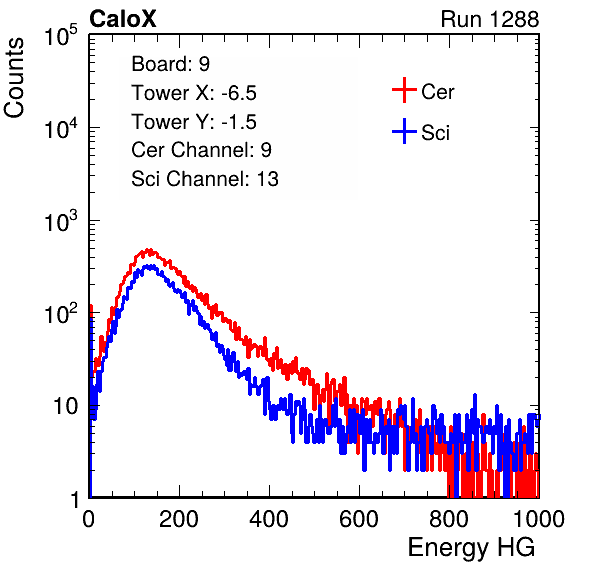 CaloX Run 1288
Counts
10^5
10^4
10^3
10^2
10
1
Board: 9
Tower X: -6.5
Tower Y: -1.5
Cer Channel: 9
Sci Channel: 13
Cer
Sci
0 200 400 600 800 1000
Energy HG